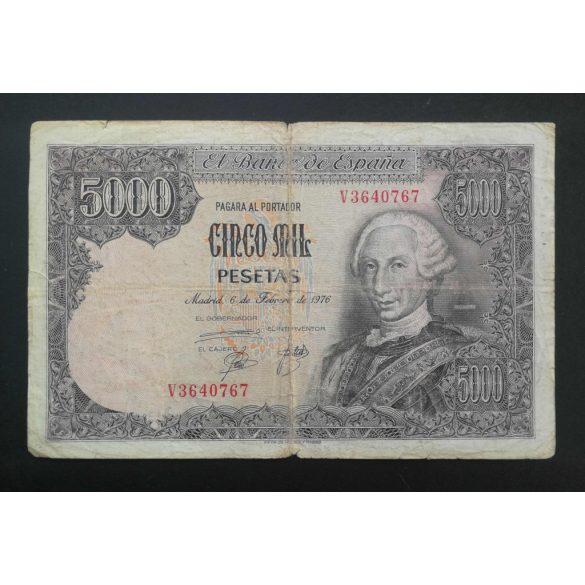 El Banco de España
5000
V3640767
5000
PAGARA AL PORTADOR
CINCO MIL
PESETAS
Madrid, 6 de Febrero de 1976
EL GOBERNADOR
EL INTERVENTOR
EL CAJERO
V3640767
5000